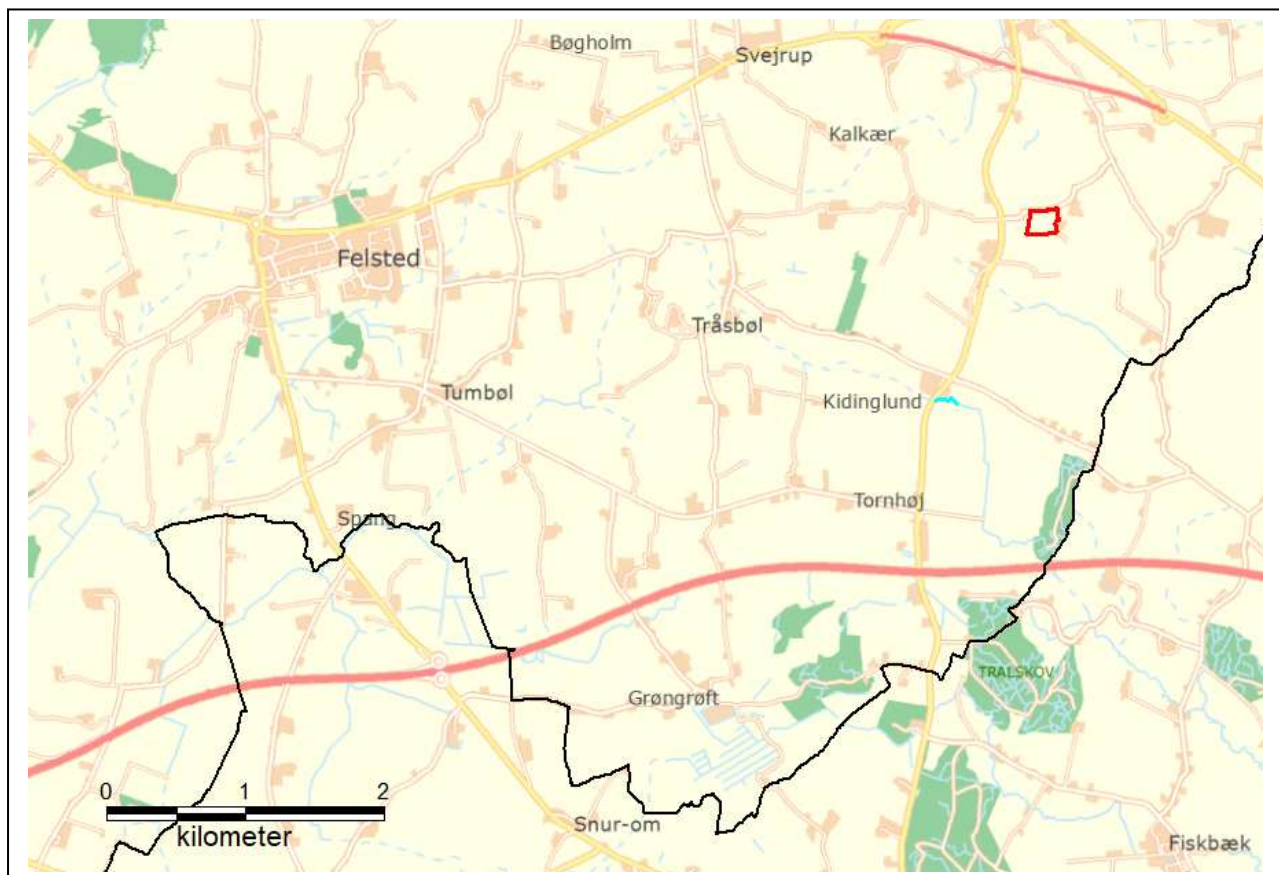 Bøgholm
Svejrup
Kalkær
Felsted
Tråsbøl
Tumbøl
Kidinglund
Tornhøj
Spang
TRALSKOV
Grøngrøft
0 1 2
kilometer
Snur-om
Fiskbæk